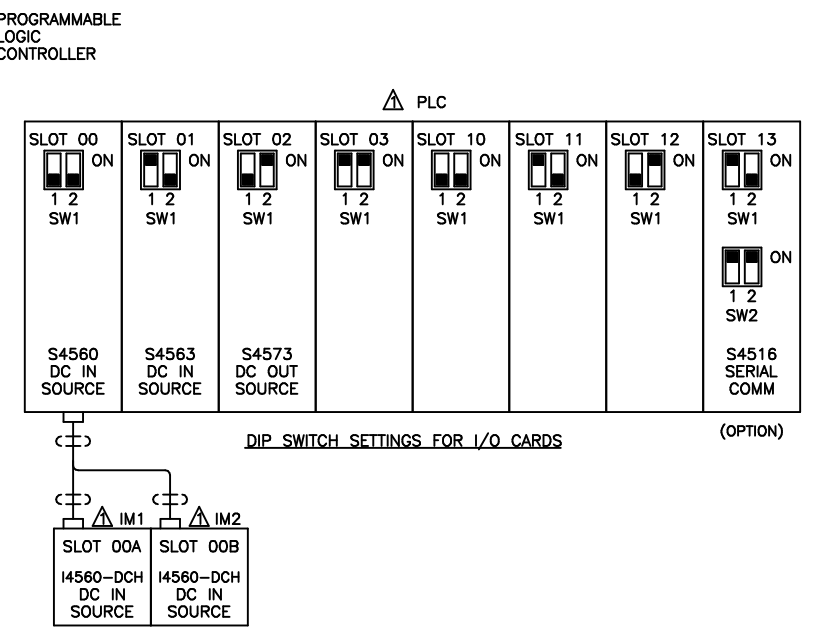 PROGRAMMABLE
LOGIC
CONTROLLER
1 PLC
SLOT 00 SLOT 01 SLOT 02 SLOT 03 SLOT 10 SLOT 11 SLOT 12 SLOT 13
ON ON ON ON ON ON ON ON
1 2 1 2 1 2 1 2 1 2 1 2 1 2 1 2
SW1 SW1 SW1 SW1 SW1 SW1 SW1 SW1
ON
1 2
SW2
S4560 S4563 S4573 S4516
DC IN DC IN DC OUT SERIAL
SOURCE SOURCE SOURCE COMM
DIP SWITCH SETTINGS FOR I/O CARDS (OPTION)
1 IM1 1 IM2
SLOT 00A SLOT 00B
I4560-DCH I4560-DCH
DC IN DC IN
SOURCE SOURCE